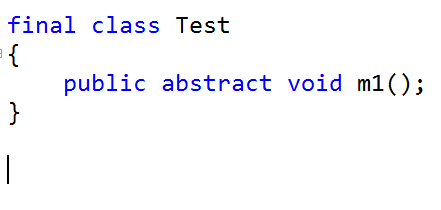 final class Test
{
    public abstract void m1();
}